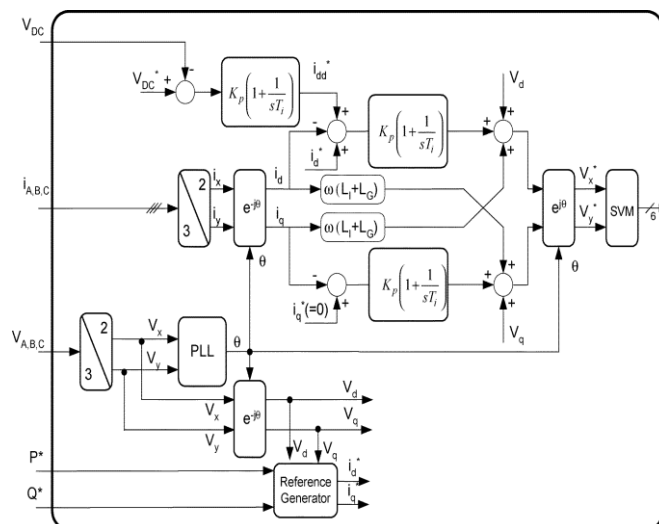 V_DC
V_DC^* + -
K_p(1+1/sT_i)
i_dd^*
- + +
i_d^*
K_p(1+1/sT_i)
V_d
+ + +
i_A,B,C
2
3
i_x
i_y
e^-jθ
i_d
i_q
ω(L_I+L_G)
ω(L_I+L_G)
e^jθ
V_x^*
V_y^*
SVM
6
θ
θ
- +
i_q^*(=0)
K_p(1+1/sT_i)
+ + +
V_q
V_A,B,C
2
3
V_x
V_y
PLL
θ
V_x
V_y
e^-jθ
V_d
V_q
V_d
V_q
P*
Q*
Reference
Generator
i_d^*
i_q^*